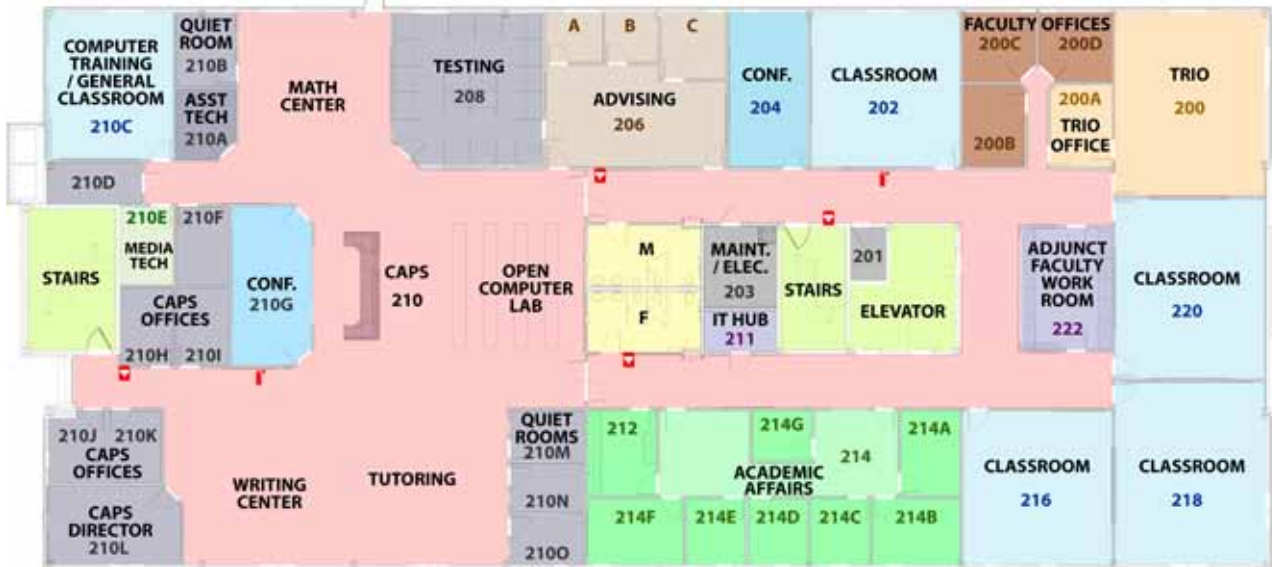 COMPUTER
TRAINING
/ GENERAL
CLASSROOM
210C
QUIET
ROOM
210B
ASST
TECH
210A
MATH
CENTER
TESTING
208
A
B
C
ADVISING
206
CONF.
204
CLASSROOM
202
FACULTY OFFICES
200C
200D
200B
200A
TRIO
OFFICE
TRIO
200
210D
STAIRS
210E
MEDIA
TECH
210F
CAPS
OFFICES
210H
210I
CONF.
210G
CAPS
210
OPEN
COMPUTER
LAB
M
F
MAINT.
/ ELEC.
203
IT HUB
211
STAIRS
201
ELEVATOR
ADJUNCT
FACULTY
WORK
ROOM
222
CLASSROOM
220
210J
210K
CAPS
OFFICES
CAPS
DIRECTOR
210L
WRITING
CENTER
TUTORING
QUIET
ROOMS
210M
210N
210O
212
214G
214
214A
ACADEMIC
AFFAIRS
214F
214E
214D
214C
214B
CLASSROOM
216
CLASSROOM
218